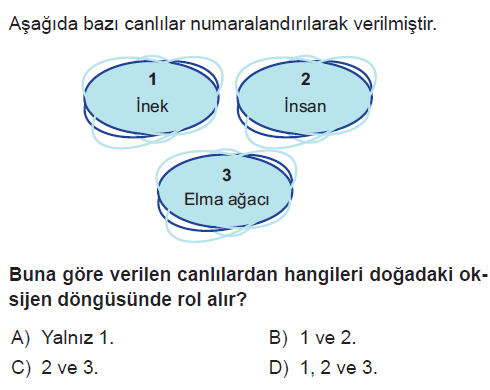 Aşağıda bazı canlılar numaralandırılarak verilmiştir.
1
İnek
2
İnsan
3
Elma ağacı
Buna göre verilen canlılardan hangileri doğadaki ok-
sijen döngüsünde rol alır?
A) Yalnız 1.
B) 1 ve 2.
C) 2 ve 3.
D) 1, 2 ve 3.